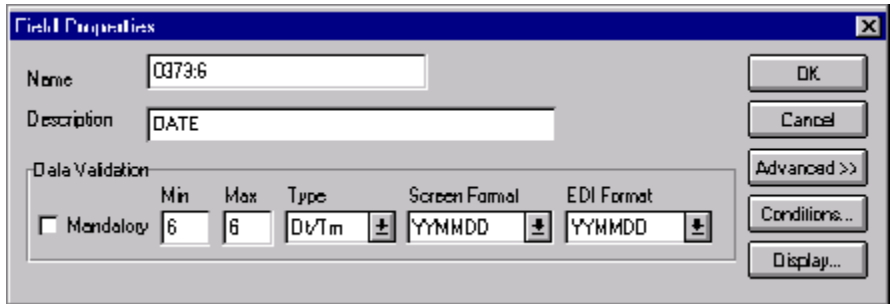 Field Properties
Name 0373:6 OK
Description DATE Cancel
Data Validation Advanced >>
Min Max Type Screen Format EDI Format
Mandatory 6 6 Dt/Tm YYMMDD YYMMDD Conditions...
Display...